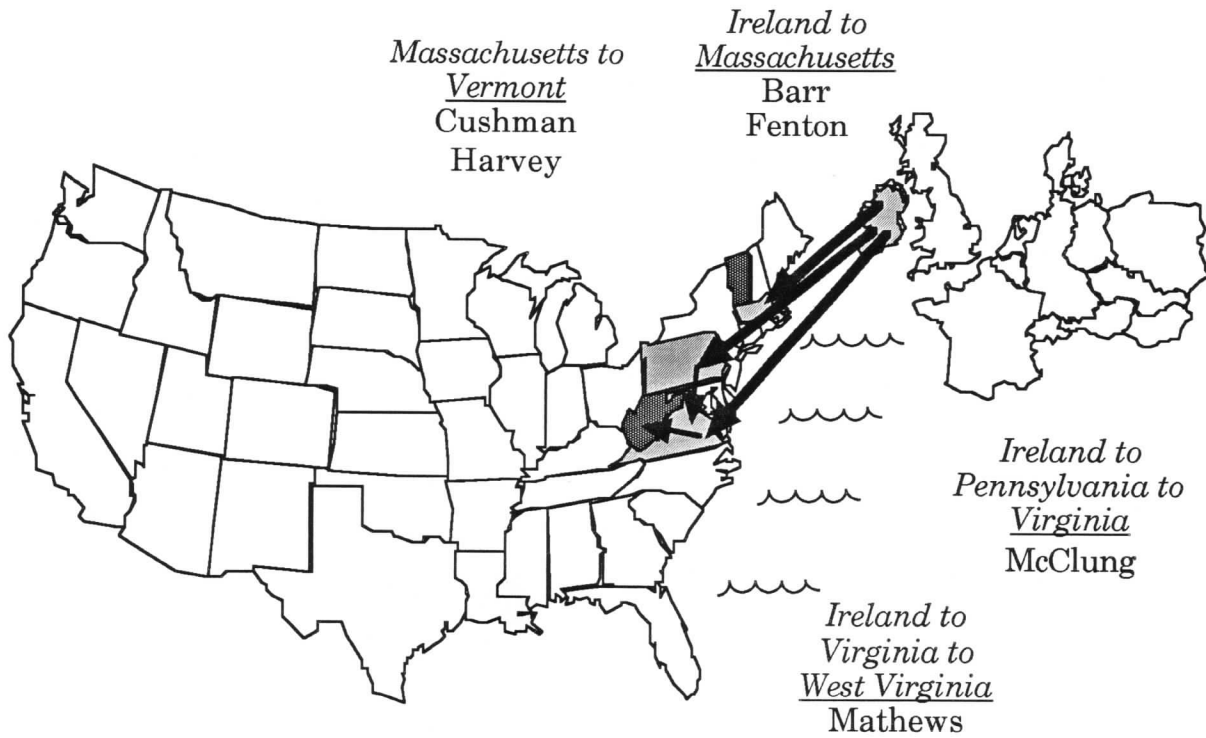 Massachusetts to
Vermont
Cushman
Harvey
Ireland to
Massachusetts
Barr
Fenton
Ireland to
Pennsylvania to
Virginia
McClung
Ireland to
Virginia to
West Virginia
Mathews